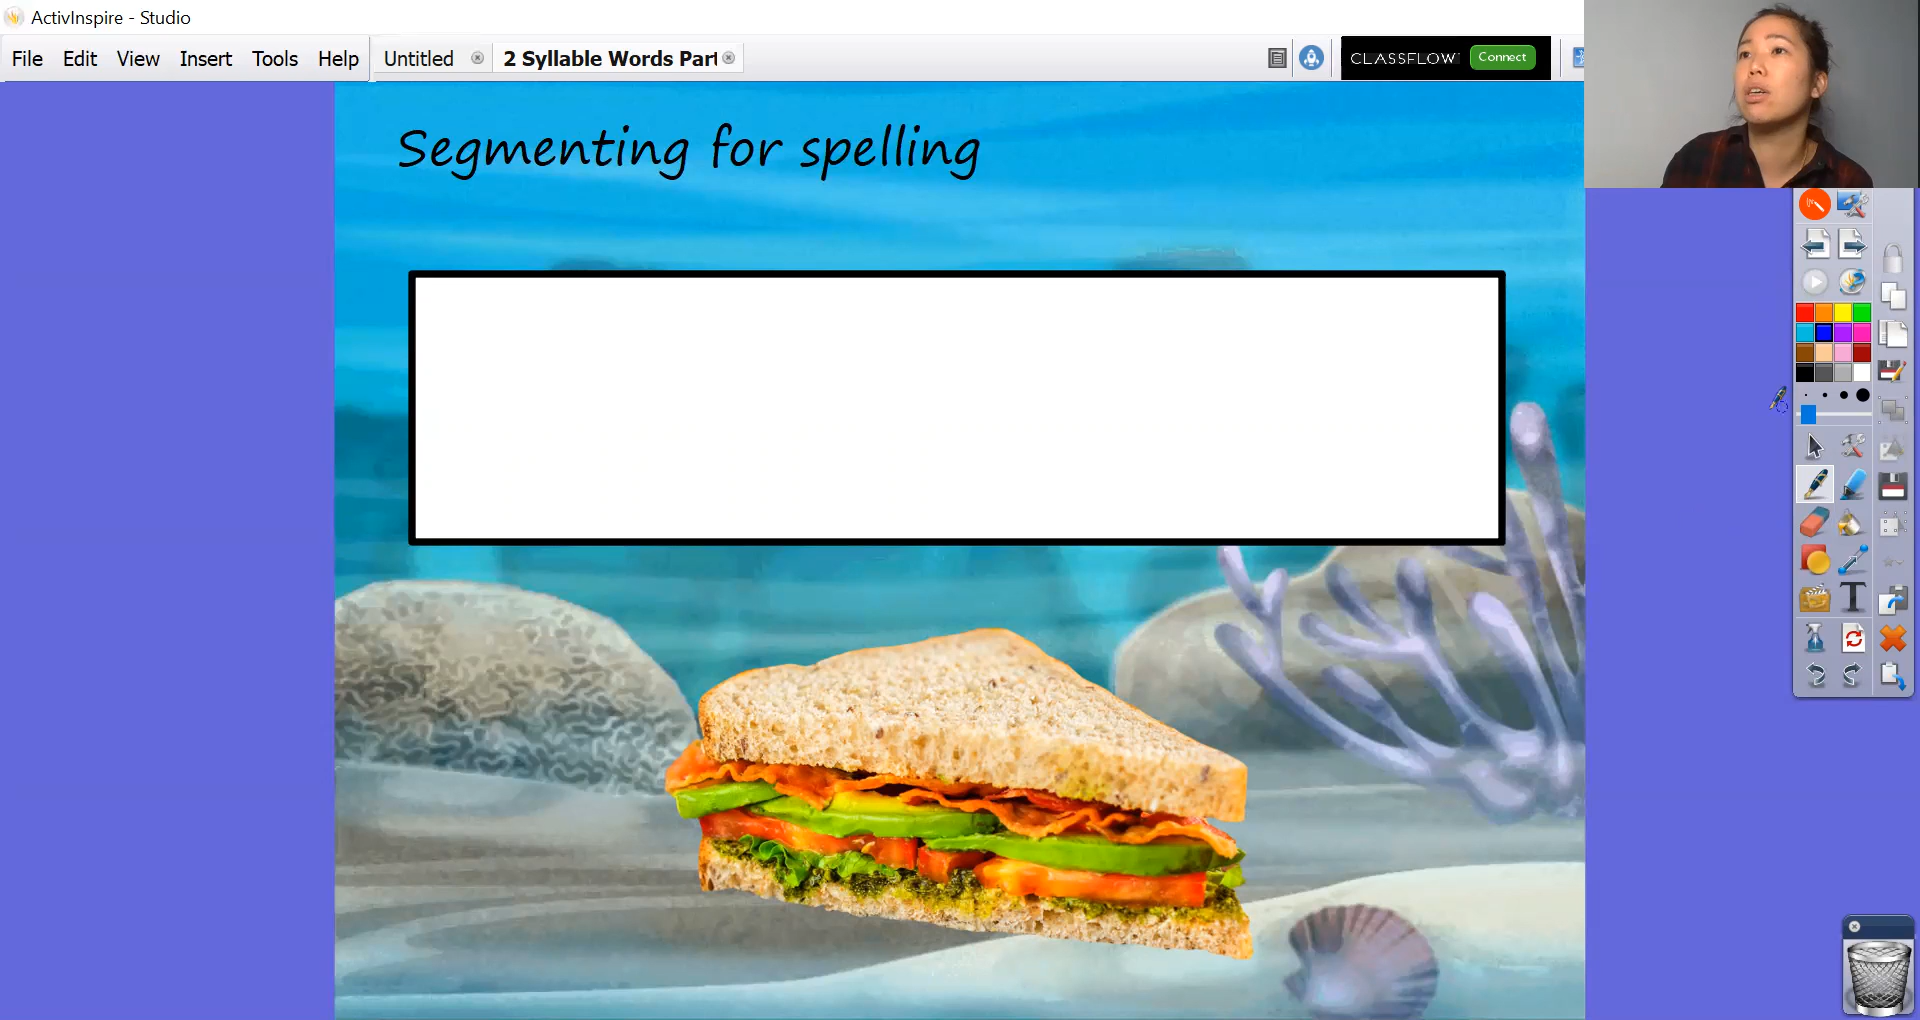 ActivInspire - Studio
File Edit View Insert Tools Help Untitled 2 Syllable Words Part CLASSFLOW Connect
Segmenting for spelling
T